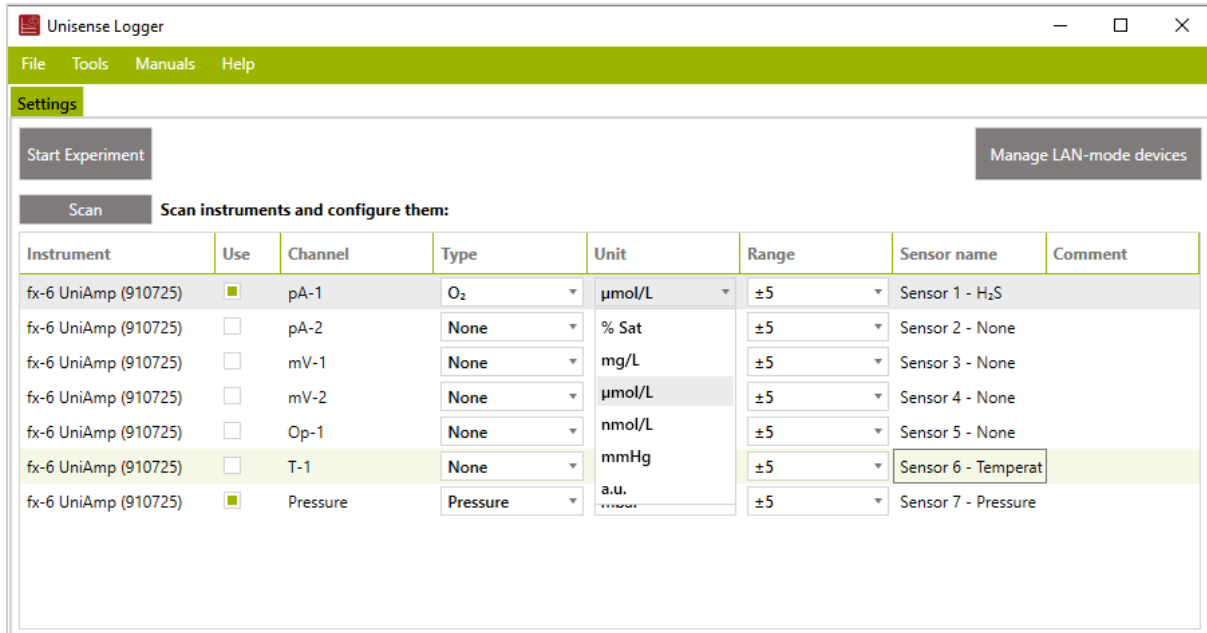 Unisense Logger
File Tools Manuals Help
Settings
Start Experiment Manage LAN-mode devices
Scan Scan instruments and configure them:
Instrument Use Channel Type Unit Range Sensor name Comment
fx-6 UniAmp (910725) pA-1 O₂ µmol/L ±5 Sensor 1 - H₂S
fx-6 UniAmp (910725) pA-2 None % Sat ±5 Sensor 2 - None
fx-6 UniAmp (910725) mV-1 None mg/L ±5 Sensor 3 - None
fx-6 UniAmp (910725) mV-2 None µmol/L ±5 Sensor 4 - None
fx-6 UniAmp (910725) Op-1 None nmol/L ±5 Sensor 5 - None
fx-6 UniAmp (910725) T-1 None mmHg ±5 Sensor 6 - Temperat
a.u.
fx-6 UniAmp (910725) Pressure Pressure ±5 Sensor 7 - Pressure